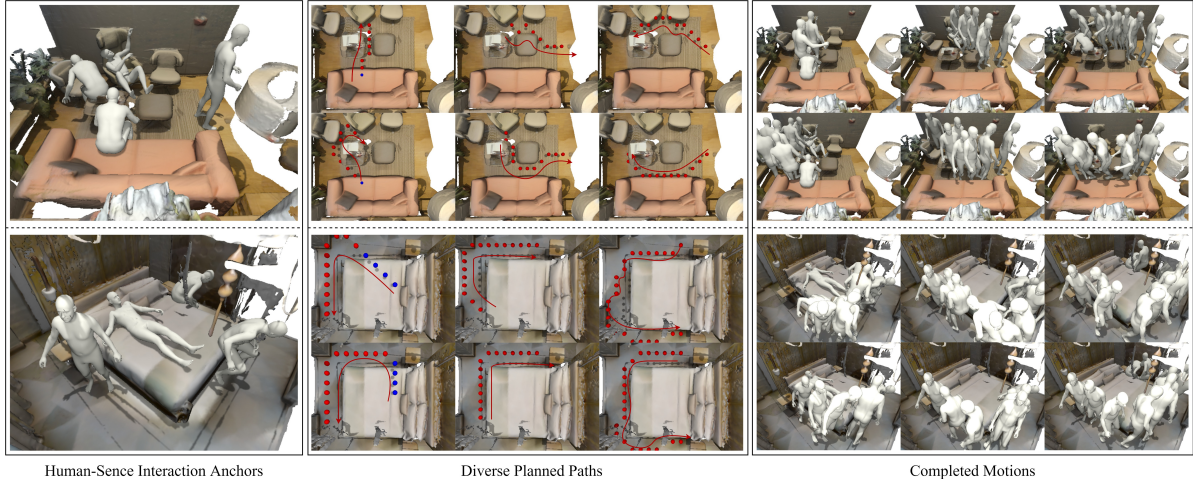 Human-Sence Interaction Anchors
Diverse Planned Paths
Completed Motions